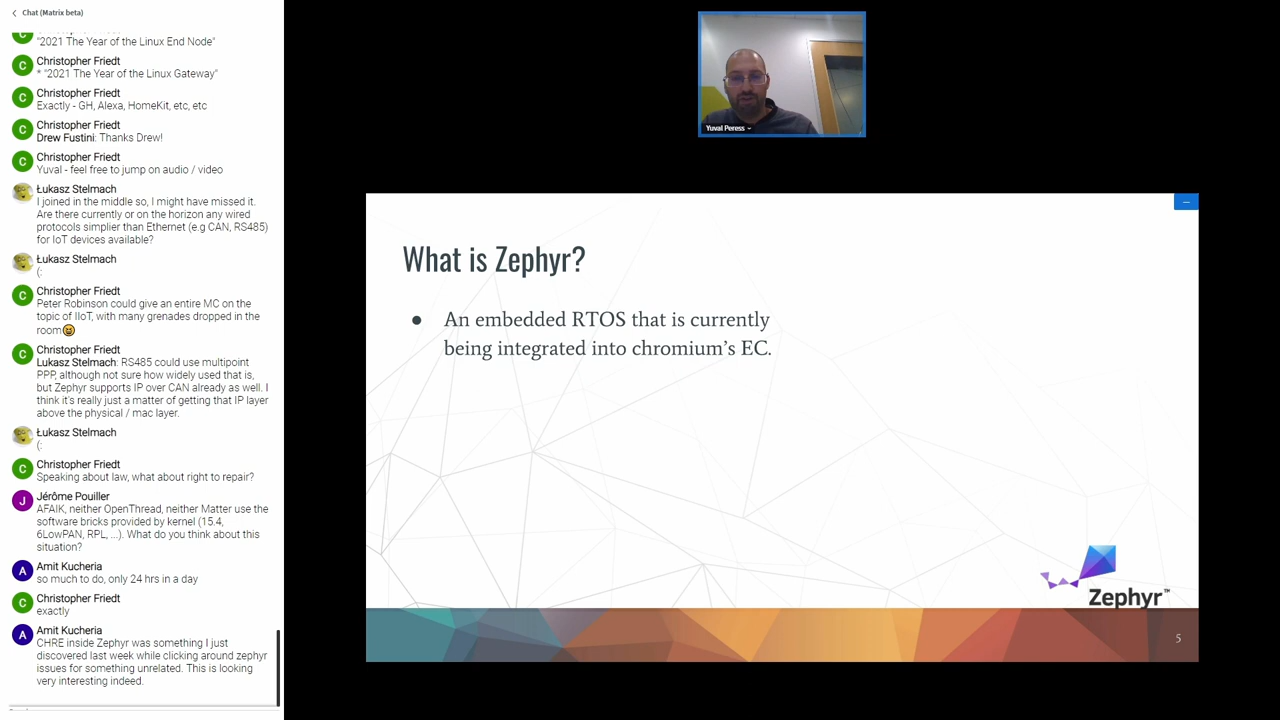 Chat (Matrix beta)
"2021 The Year of the Linux End Node"
Christopher Friedt
* "2021 The Year of the Linux Gateway"
Christopher Friedt
Exactly - GH, Alexa, HomeKit, etc, etc
Christopher Friedt
Drew Fustini: Thanks Drew!
Christopher Friedt
Yuval - feel free to jump on audio / video
Łukasz Stelmach
I joined in the middle so, I might have missed it.
Are there currently or on the horizon any wired
protocols simplier than Ethernet (e.g CAN, RS485)
for IoT devices available?
Łukasz Stelmach
(:
Christopher Friedt
Peter Robinson could give an entire MC on the
topic of IIoT, with many grenades dropped in the
room😆
Christopher Friedt
Lukasz Stelmach: RS485 could use multipoint
PPP, although not sure how widely used that is,
but Zephyr supports IP over CAN already as well. I
think it's really just a matter of getting that IP layer
above the physical / mac layer.
Łukasz Stelmach
(:
Christopher Friedt
Speaking about law, what about right to repair?
Jérôme Pouiller
AFAIK, neither OpenThread, neither Matter use the
software bricks provided by kernel (15.4,
6LowPAN, RPL, ...). What do you think about this
situation?
Amit Kucheria
so much to do, only 24 hrs in a day
Christopher Friedt
exactly
Amit Kucheria
CHRE inside Zephyr was something I just
discovered last week while clicking around zephyr
issues for something unrelated. This is looking
very interesting indeed.
Yuval Peress
What is Zephyr?
● An embedded RTOS that is currently
being integrated into chromium's EC.
Zephyr™
5